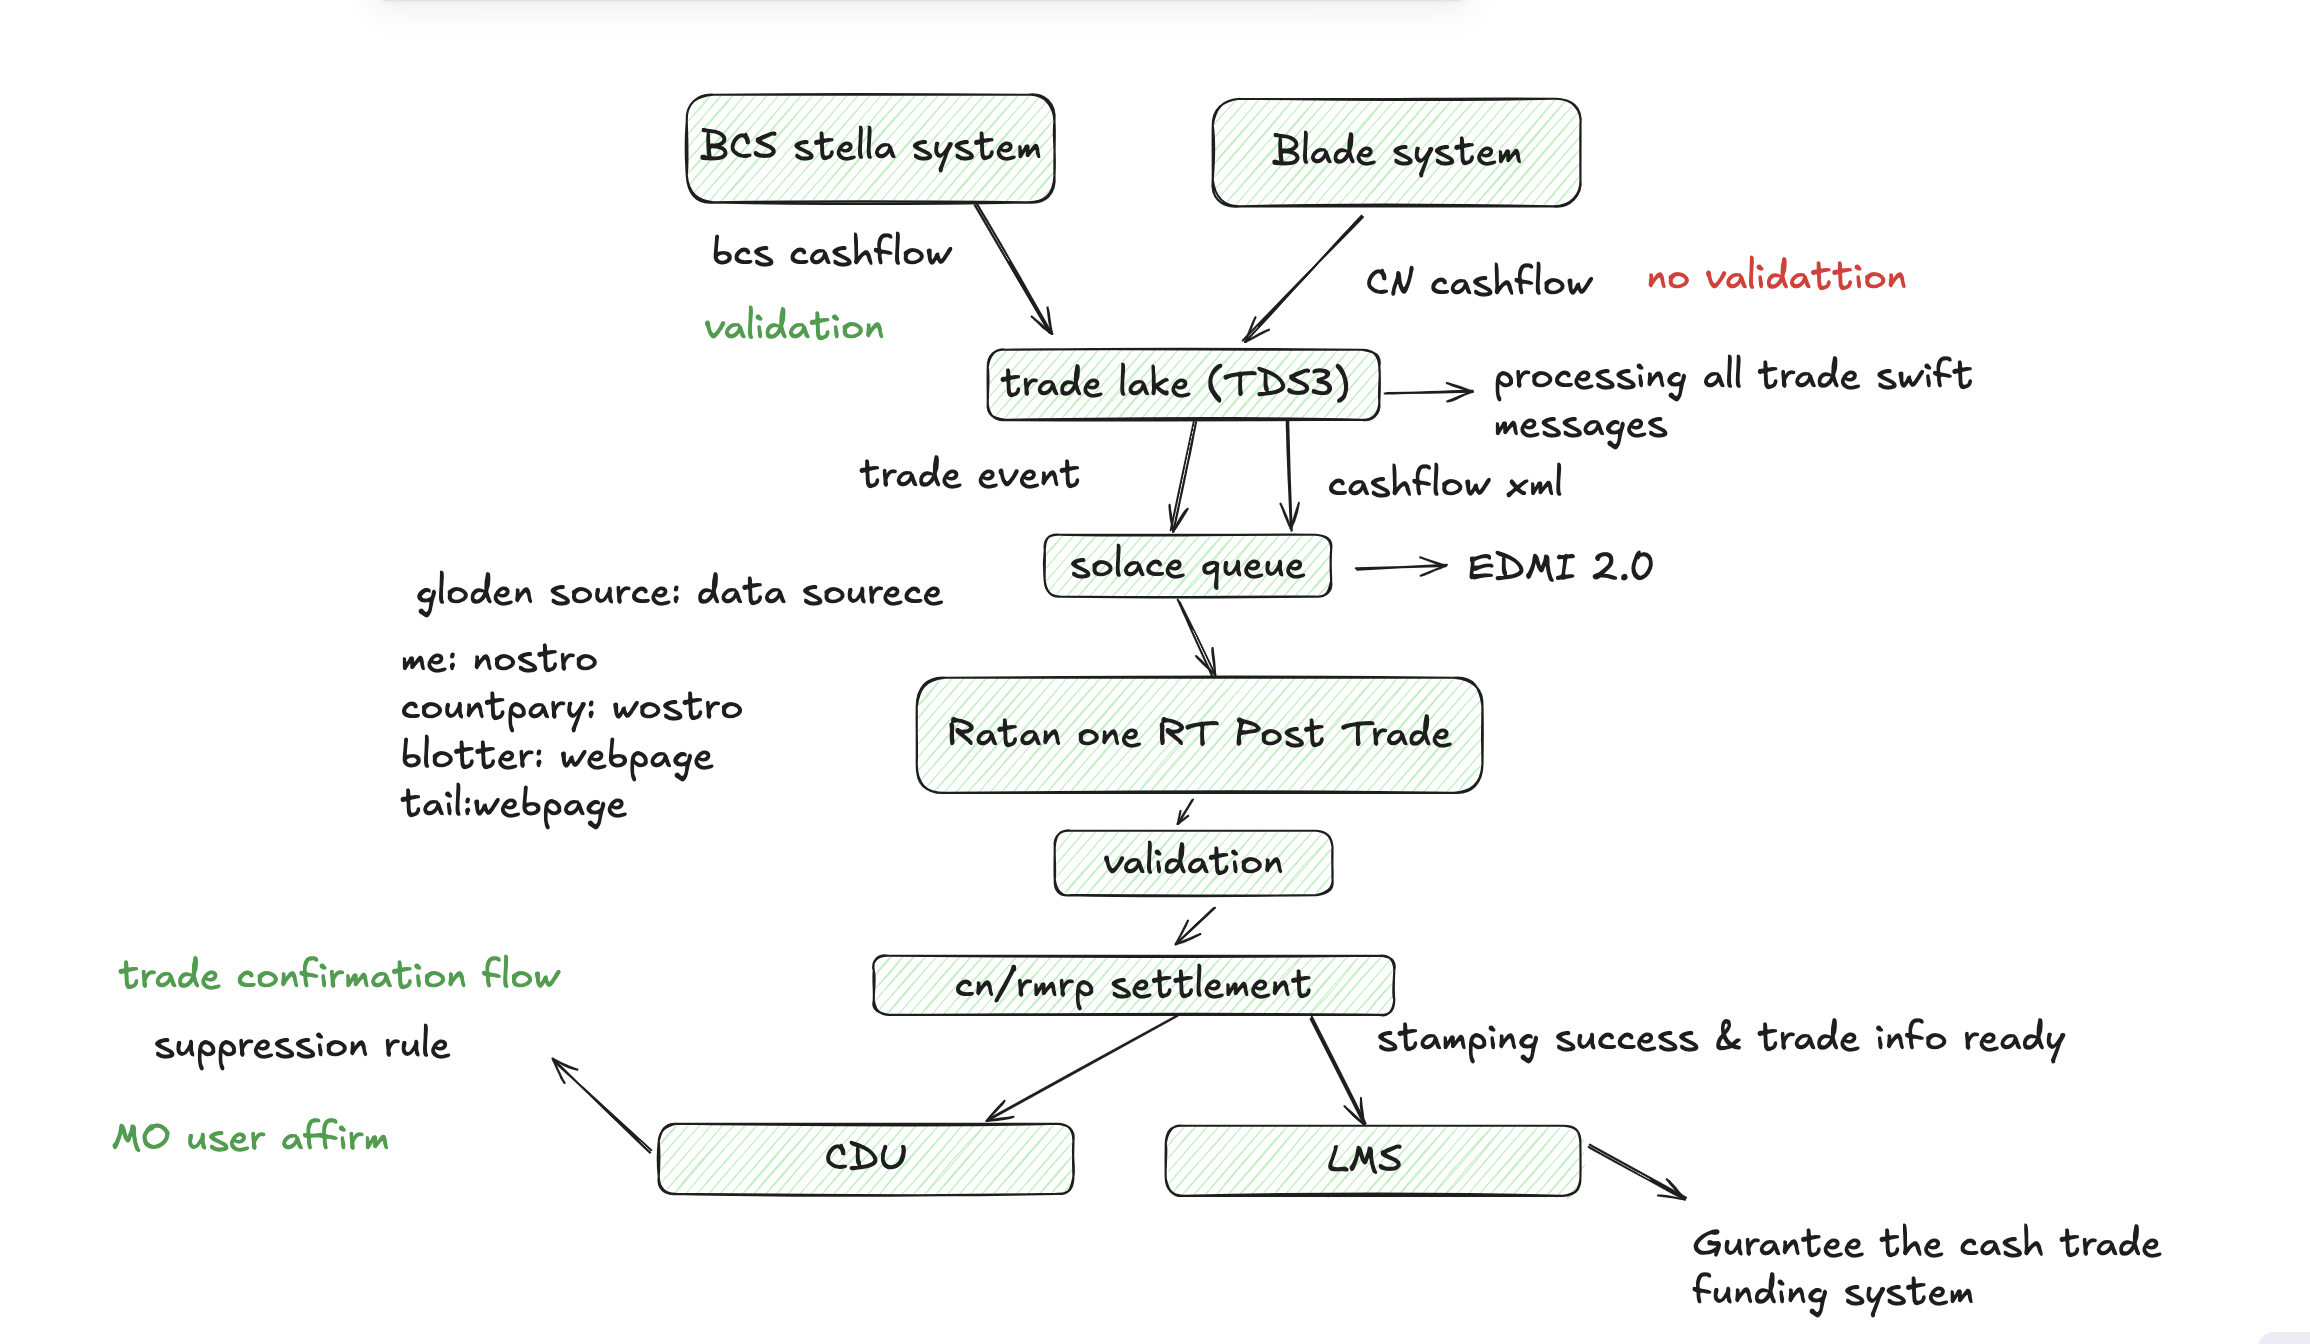 BCS stella system
Blade system
bcs cashflow
CN cashflow
no validattion
validation
trade lake (TDS3)
processing all trade swift
messages
trade event
cashflow xml
solace queue
EDMI 2.0
gloden source: data sourece
me: nostro
countpary: wostro
blotter: webpage
tail:webpage
Ratan one RT Post Trade
validation
cn/rmrp settlement
trade confirmation flow
suppression rule
MO user affirm
stamping success & trade info ready
CDU
LMS
Gurantee the cash trade
funding system